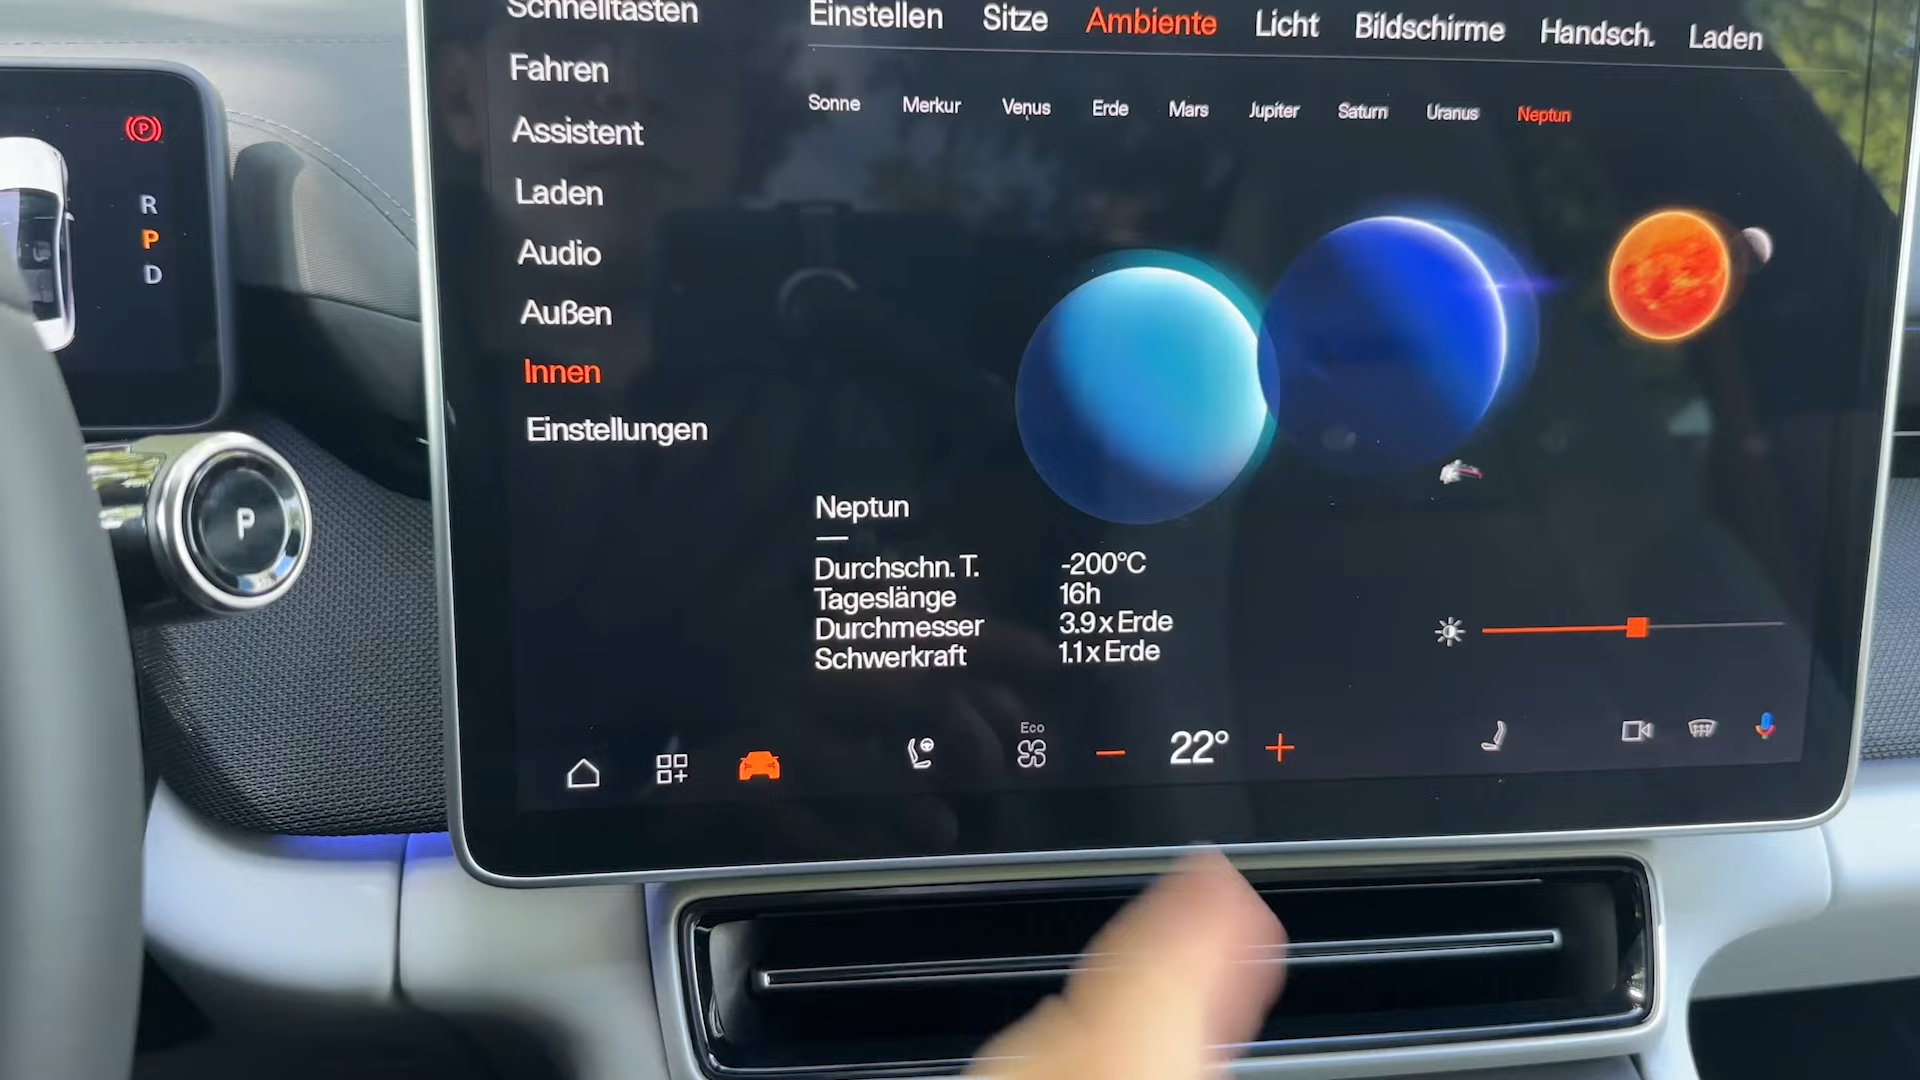 Schnelltasten
Fahren
Assistent
Laden
Audio
Außen
Innen
Einstellungen
Einstellen Sitze Ambiente Licht Bildschirme Handsch. Laden
Sonne Merkur Venus Erde Mars Jupiter Saturn Uranus Neptun
Neptun
Durchschn. T. -200°C
Tageslänge 16h
Durchmesser 3.9 x Erde
Schwerkraft 1.1 x Erde
Eco
22°
P
R
P
D
P